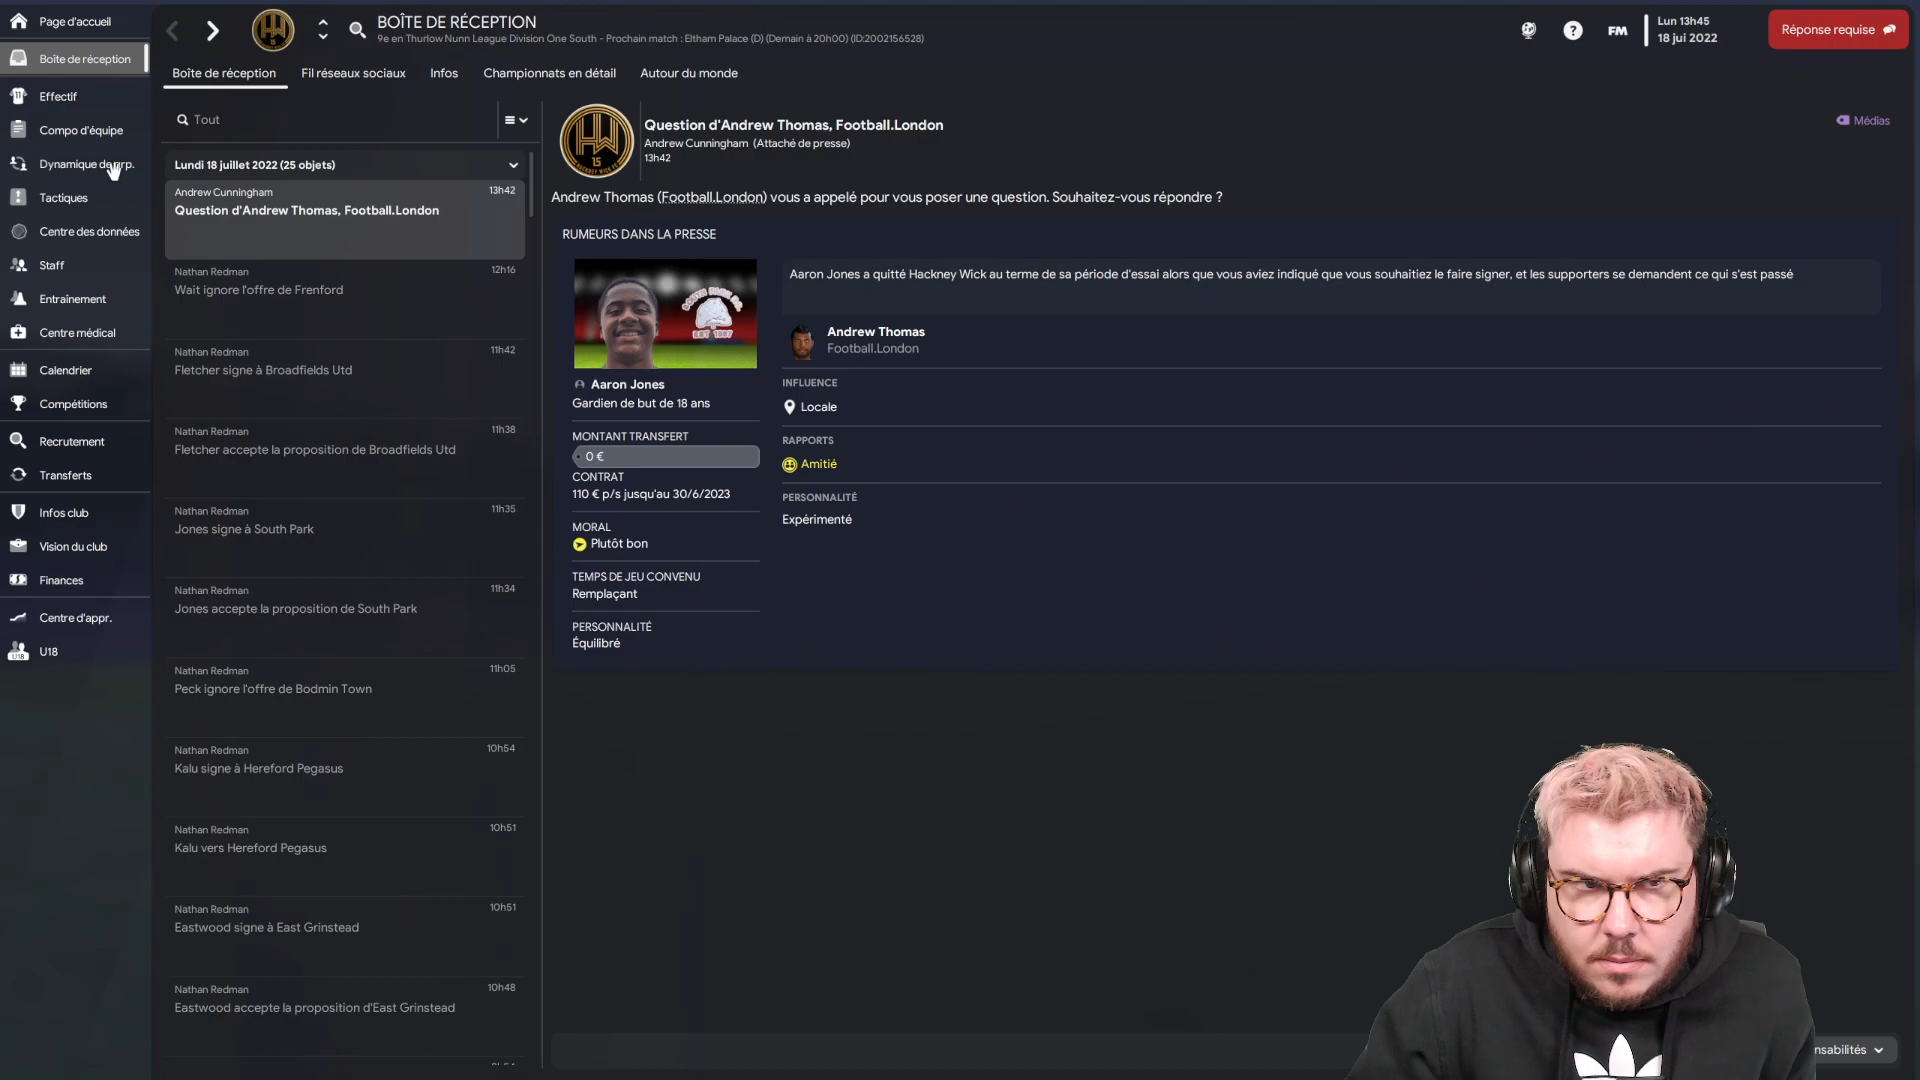 Page d'accueil
Boîte de réception
Effectif
Compo d'équipe
Dynamique de grp.
Tactiques
Centre des données
Staff
Entraînement
Centre médical
Calendrier
Compétitions
Recrutement
Transferts
Infos club
Vision du club
Finances
Centre d'appr.
U18
BOÎTE DE RÉCEPTION
9e en Thurlow Nunn League Division One South - Prochain match : Eltham Palace (D) (Demain à 20h00) (ID:2002156528)
FM
Lun 13h45
18 jui 2022
Réponse requise
Boîte de réception
Fil réseaux sociaux
Infos
Championnats en détail
Autour du monde
Tout
Lundi 18 juillet 2022 (25 objets)
Andrew Cunningham 13h42
Question d'Andrew Thomas, Football.London
Nathan Redman 12h16
Wait ignore l'offre de Frenford
Nathan Redman 11h42
Fletcher signe à Broadfields Utd
Nathan Redman 11h38
Fletcher accepte la proposition de Broadfields Utd
Nathan Redman 11h35
Jones signe à South Park
Nathan Redman 11h34
Jones accepte la proposition de South Park
Nathan Redman 11h05
Peck ignore l'offre de Bodmin Town
Nathan Redman 10h54
Kalu signe à Hereford Pegasus
Nathan Redman 10h51
Kalu vers Hereford Pegasus
Nathan Redman 10h51
Eastwood signe à East Grinstead
Nathan Redman 10h48
Eastwood accepte la proposition d'East Grinstead
HW
15
Question d'Andrew Thomas, Football.London
Andrew Cunningham (Attaché de presse)
13h42
Médias
Andrew Thomas (Football.London) vous a appelé pour vous poser une question. Souhaitez-vous répondre ?
RUMEURS DANS LA PRESSE
Aaron Jones
Gardien de but de 18 ans
MONTANT TRANSFERT
0 €
CONTRAT
110 € p/s jusqu'au 30/6/2023
MORAL
Plutôt bon
TEMPS DE JEU CONVENU
Remplaçant
PERSONNALITÉ
Équilibré
Aaron Jones a quitté Hackney Wick au terme de sa période d'essai alors que vous aviez indiqué que vous souhaitiez le faire signer, et les supporters se demandent ce qui s'est passé
Andrew Thomas
Football.London
INFLUENCE
Locale
RAPPORTS
Amitié
PERSONNALITÉ
Expérimenté
nsabilités